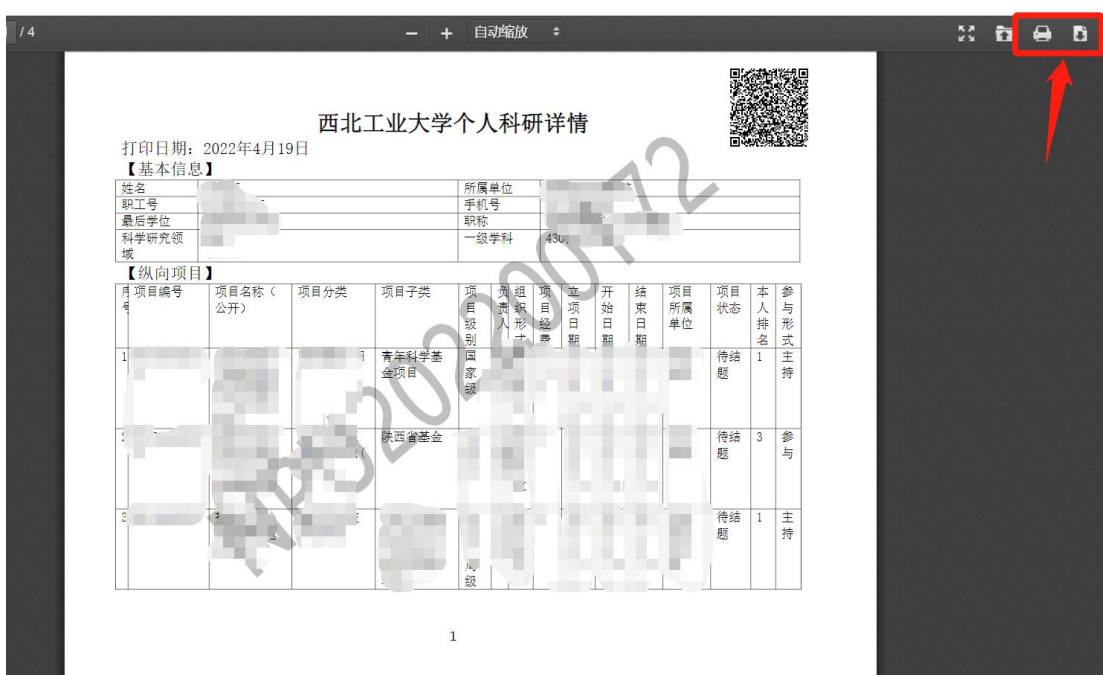 / 4
自动缩放
西北工业大学个人科研详情
打印日期：2022年4月19日
【基本信息】
姓名 所属单位
职工号 手机号
最后学位 职称
科学研究领域 一级学科 430
【纵向项目】
序号 项目编号 项目名称（公开） 项目分类 项目子类 项目级别 负责人 组织形式 项目经费 立项日期 开始日期 结束日期 项目所属单位 项目状态 本人排名 参与形式
1 青年科学基金项目 国家级 待结题 1 主持
2 陕西省基金 待结题 3 参与
3 级 待结题 1 主持
1